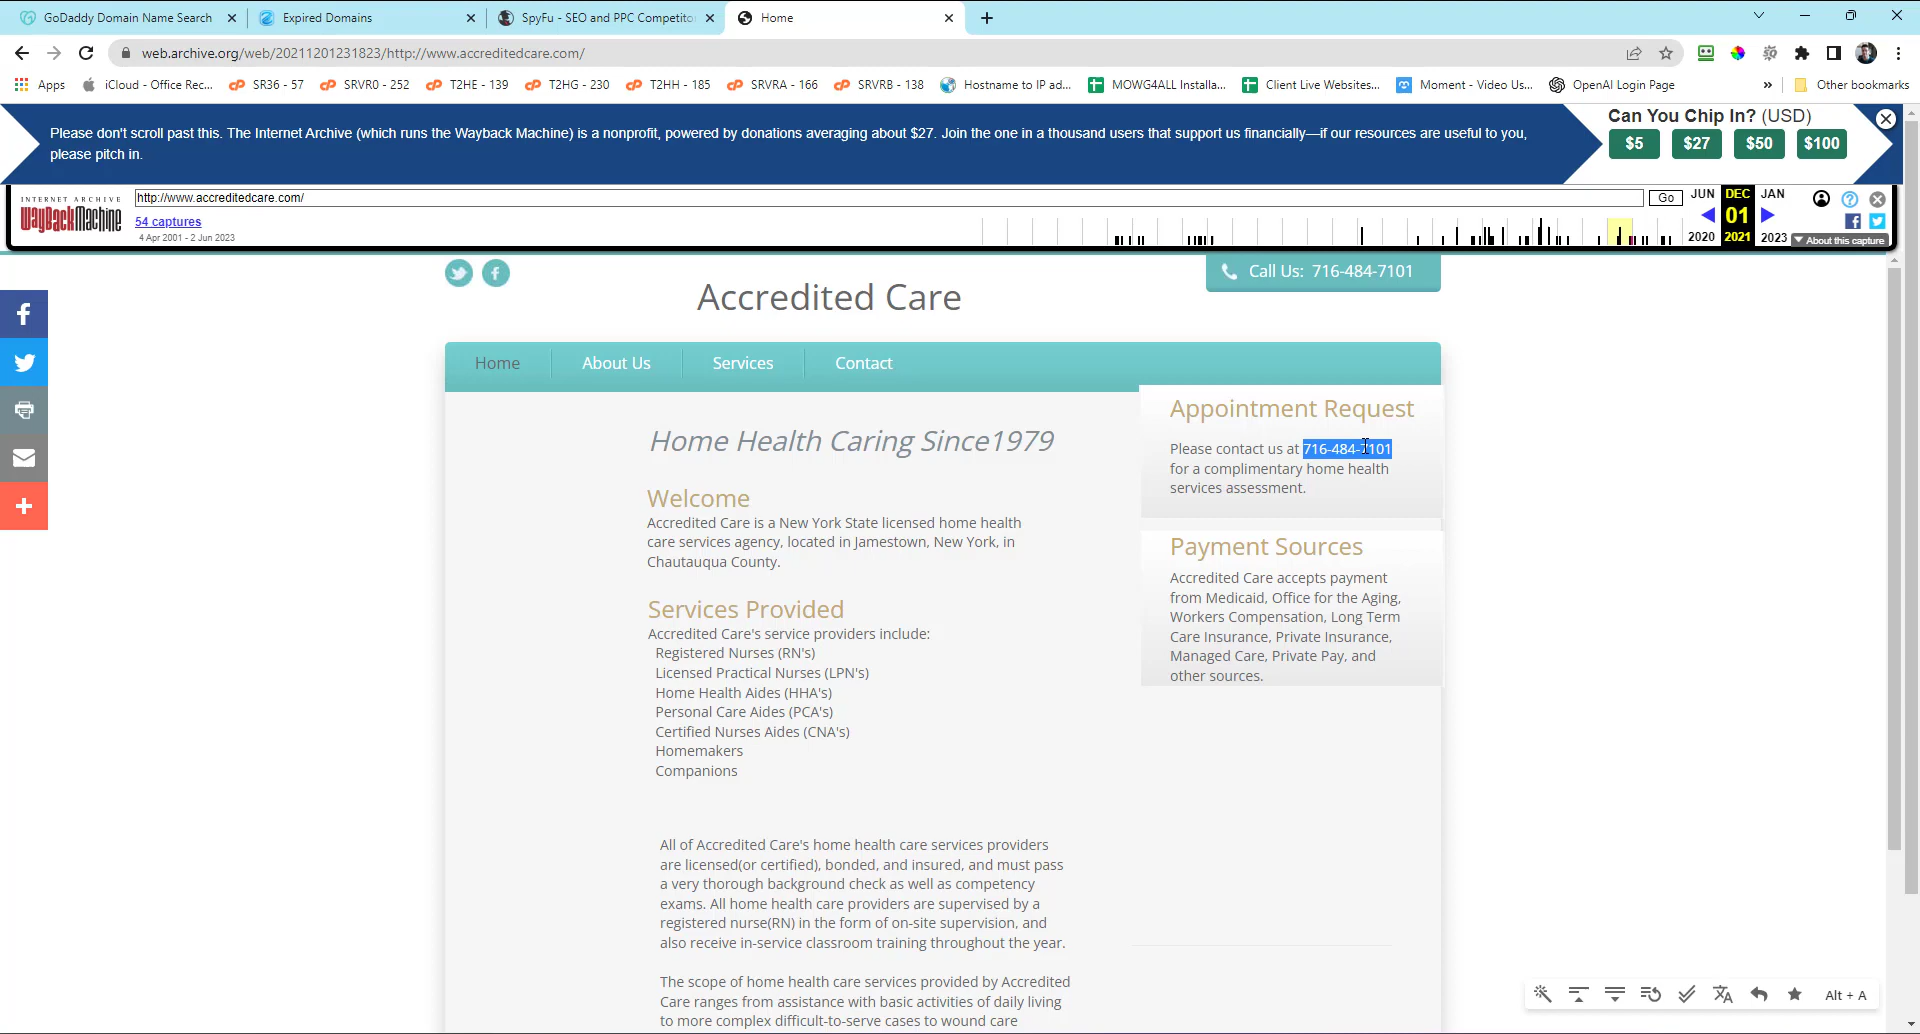 GoDaddy Domain Name Search
Expired Domains
SpyFu - SEO and PPC Competito
Home
web.archive.org/web/20211201231823/http://www.accreditedcare.com/
Apps
iCloud - Office Rec...
SR36 - 57
SRVR0 - 252
T2HE - 139
T2HG - 230
T2HH - 185
SRVRA - 166
SRVRB - 138
Hostname to IP ad...
MOWG4ALL Installa...
Client Live Websites...
Moment - Video Us...
OpenAI Login Page
»
Other bookmarks
Please don't scroll past this. The Internet Archive (which runs the Wayback Machine) is a nonprofit, powered by donations averaging about $27. Join the one in a thousand users that support us financially—if our resources are useful to you,
please pitch in.
Can You Chip In? (USD)
$5 $27 $50 $100
INTERNET ARCHIVE
WayBackMachine
http://www.accreditedcare.com/
Go
54 captures
4 Apr 2001 - 2 Jun 2023
JUN DEC JAN
01
2020 2021 2023
About this capture
Call Us: 716-484-7101
Accredited Care
Home
About Us
Services
Contact
Home Health Caring Since1979
Welcome
Accredited Care is a New York State licensed home health
care services agency, located in Jamestown, New York, in
Chautauqua County.
Services Provided
Accredited Care's service providers include:
Registered Nurses (RN's)
Licensed Practical Nurses (LPN's)
Home Health Aides (HHA's)
Personal Care Aides (PCA's)
Certified Nurses Aides (CNA's)
Homemakers
Companions
All of Accredited Care's home health care services providers
are licensed(or certified), bonded, and insured, and must pass
a very thorough background check as well as competency
exams. All home health care providers are supervised by a
registered nurse(RN) in the form of on-site supervision, and
also receive in-service classroom training throughout the year.
The scope of home health care services provided by Accredited
Care ranges from assistance with basic activities of daily living
to more complex difficult-to-serve cases to wound care
Appointment Request
Please contact us at 716-484-7101
for a complimentary home health
services assessment.
Payment Sources
Accredited Care accepts payment
from Medicaid, Office for the Aging,
Workers Compensation, Long Term
Care Insurance, Private Insurance,
Managed Care, Private Pay, and
other sources.
Alt + A